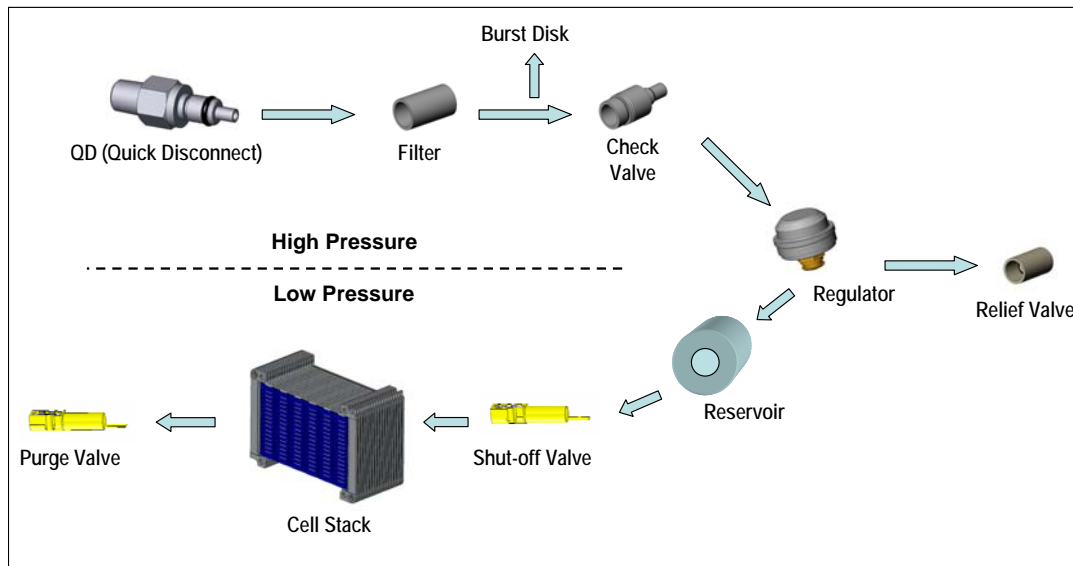 Burst Disk
QD (Quick Disconnect)
Filter
Check
Valve
High Pressure
Low Pressure
Regulator
Relief Valve
Reservoir
Purge Valve
Shut-off Valve
Cell Stack